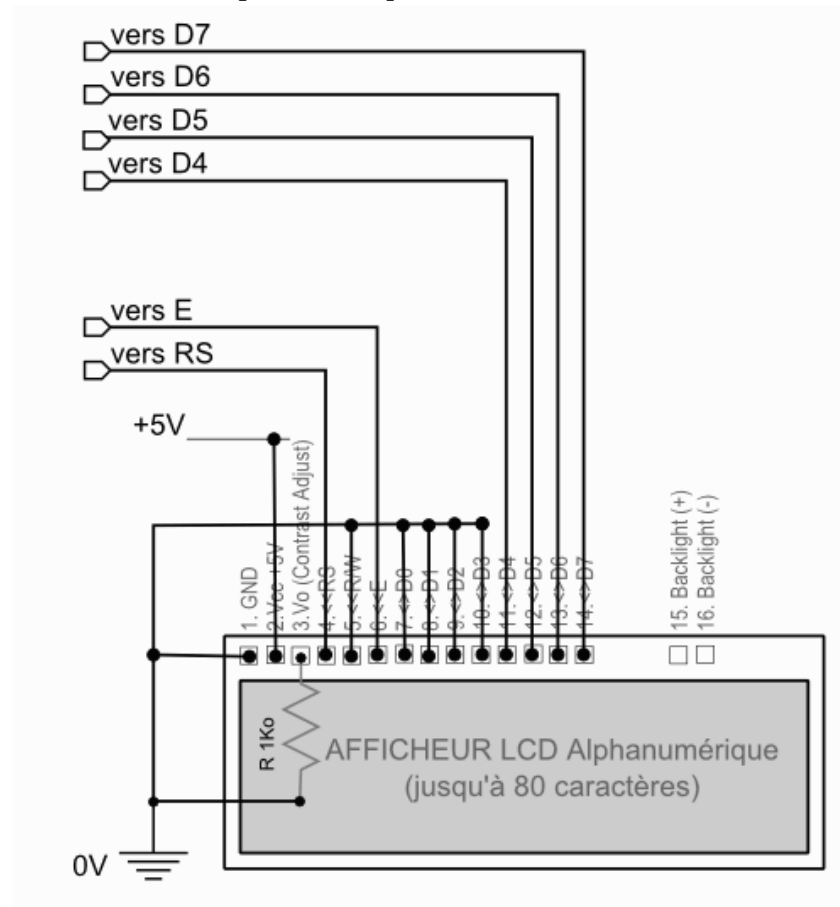 vers D7
vers D6
vers D5
vers D4
vers E
vers RS
+5V
1. GND
2.Vcc +5V
3.Vo (Contrast Adjust)
4.<<RS
5.<<R/W
6.<<E
7.<>D0
8.<>D1
9.<>D2
10.<>D3
11.<>D4
12.<>D5
13.<>D6
14.<>D7
15. Backlight (+)
16. Backlight (-)
R 1Ko
AFFICHEUR LCD Alphanumérique
(jusqu'à 80 caractères)
0V